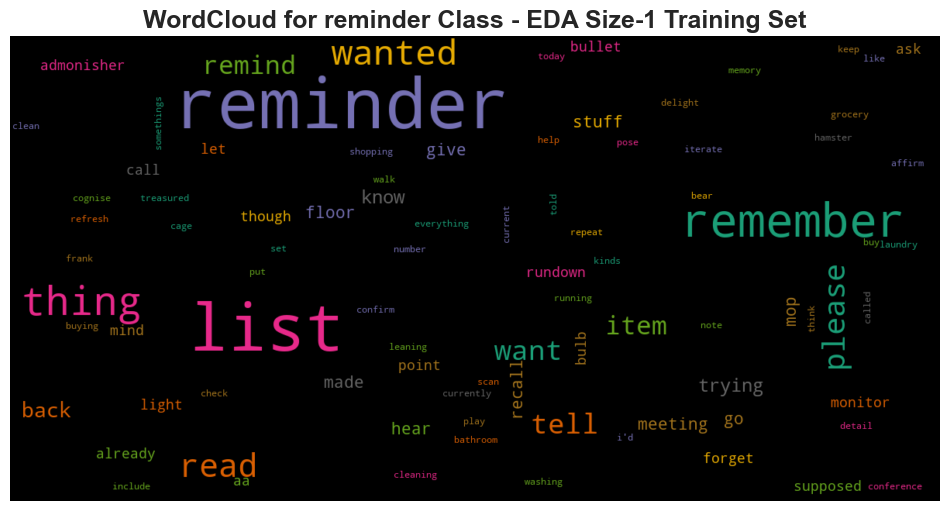 WordCloud for reminder Class - EDA Size-1 Training Set
admonisher
remind
wanted
bullet
today
keep
like
ask
reminder
memory
delight
clean
somethings
stuff
grocery
hamster
let
shopping
give
help
pose
iterate
affirm
call
walk
know
cognise
treasured
bear
refresh
cage
though
floor
everything
current
told
repeat
remember
buy
laundry
set
number
frank
put
rundown
kinds
thing
list
confirm
running
item
note
mop
think
please
called
buying
mind
leaning
want
bulb
point
made
scan
recall
currently
trying
check
back
light
monitor
play
tell
meeting
go
detail
hear
bathroom
i'd
already
read
aa
forget
include
cleaning
washing
supposed
conference